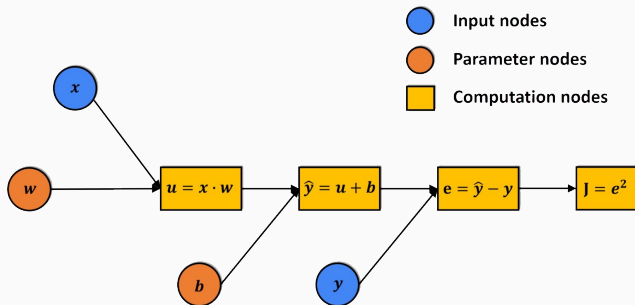 Input nodes
Parameter nodes
Computation nodes
x
w
u = x · w
ŷ = u + b
e = ŷ − y
J = e²
b
y